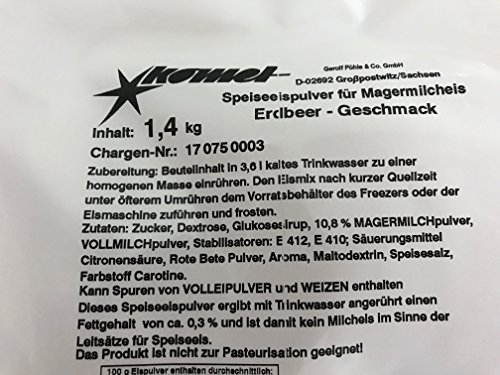 Komet
Gerolf Pöhle & Co. GmbH
D-02692 Großpostwitz/Sachsen
Speiseeispulver für Magermilcheis
Erdbeer - Geschmack
Inhalt: 1,4 kg
Chargen-Nr.: 17 075 0003
Zubereitung: Beutelinhalt in 3,6 l kaltes Trinkwasser zu einer
homogenen Masse einrühren. Den Eismix nach kurzer Quellzeit
unter öfterem Umrühren dem Vorratsbehälter des Freezers oder der
Eismaschine zuführen und frosten.
Zutaten: Zucker, Dextrose, Glukosesirup, 10,8 % MAGERMILCHpulver,
VOLLMILCHpulver, Stabilisatoren: E 412, E 410; Säuerungsmittel
Citronensäure, Rote Bete Pulver, Aroma, Maltodextrin, Speisesalz,
Farbstoff Carotine.
Kann Spuren von VOLLEIPULVER und WEIZEN enthalten
Dieses Speiseeispulver ergibt mit Trinkwasser angerührt einen
Fettgehalt von ca. 0,3 % und ist damit kein Milcheis im Sinne der
Leitsätze für Speiseeis.
Das Produkt ist nicht zur Pasteurisation geeignet!
100 g Eispulver enthalten durchschnittlich: